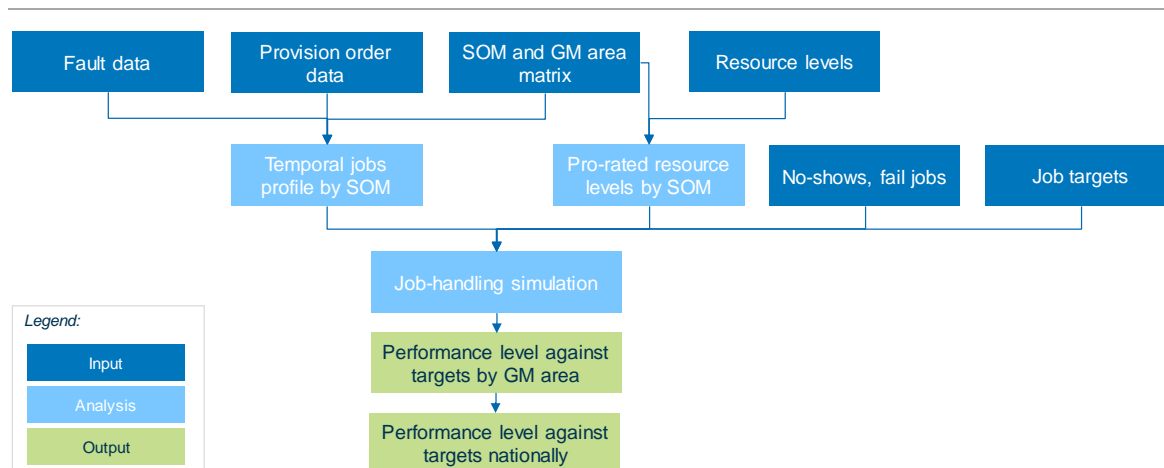 Fault data
Provision order
data
SOM and GM area
matrix
Resource levels
Temporal jobs
profile by SOM
Pro-rated resource
levels by SOM
No-shows, fail jobs
Job targets
Job-handling simulation
Legend:
Input
Analysis
Output
Performance level against
targets by GM area
Performance level against
targets nationally